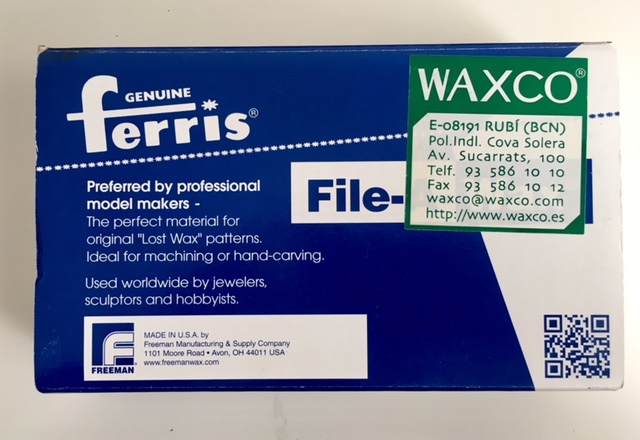 GENUINE
ferris®
Preferred by professional
model makers -
The perfect material for
original "Lost Wax" patterns.
Ideal for machining or hand-carving.
Used worldwide by jewelers,
sculptors and hobbyists.
File-
WAXCO®
E-08191 RUBÍ (BCN)
Pol.Indl. Cova Solera
Av. Sucarrats, 100
Telf. 93 586 10 10
Fax 93 586 10 12
waxco@waxco.com
http://www.waxco.es
FREEMAN
MADE IN U.S.A. by
Freeman Manufacturing & Supply Company
1101 Moore Road • Avon, OH 44011 USA
www.freemanwax.com